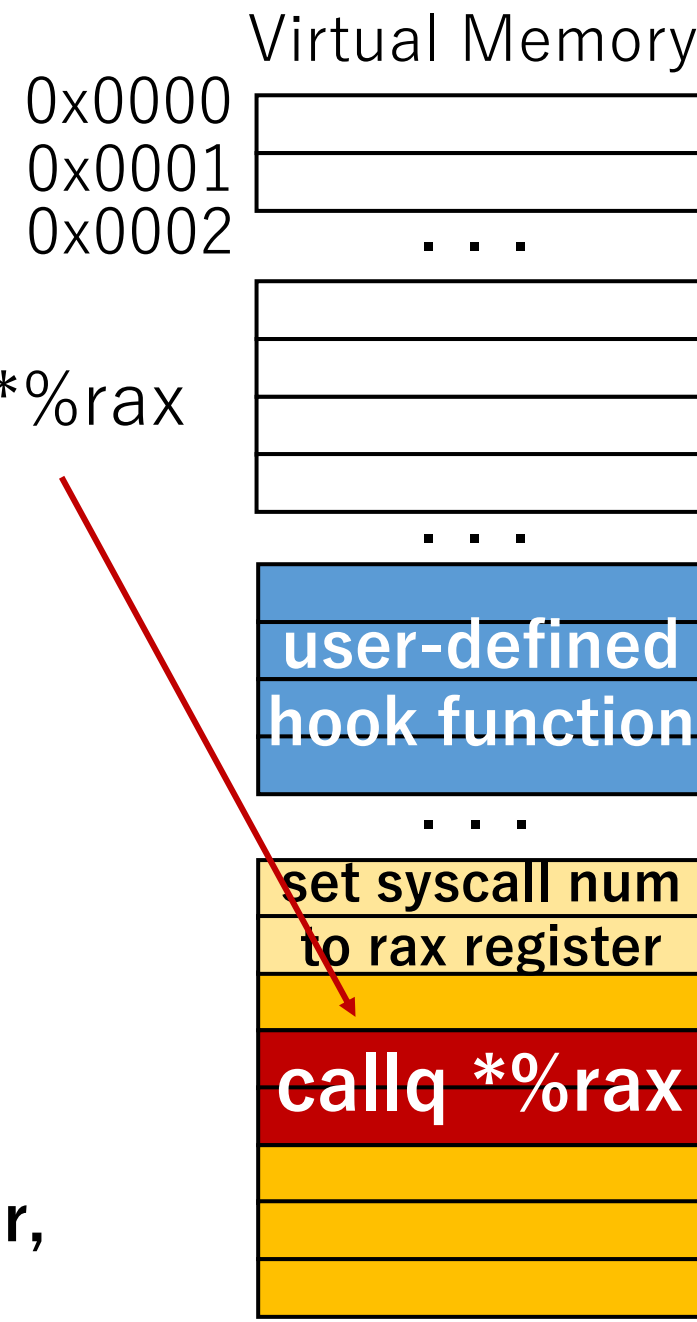 Virtual Memory
0x0000
0x0001
0x0002
. . .
*%rax
. . .
user-defined
hook function
. . .
set syscall num
to rax register
callq *%rax
r,